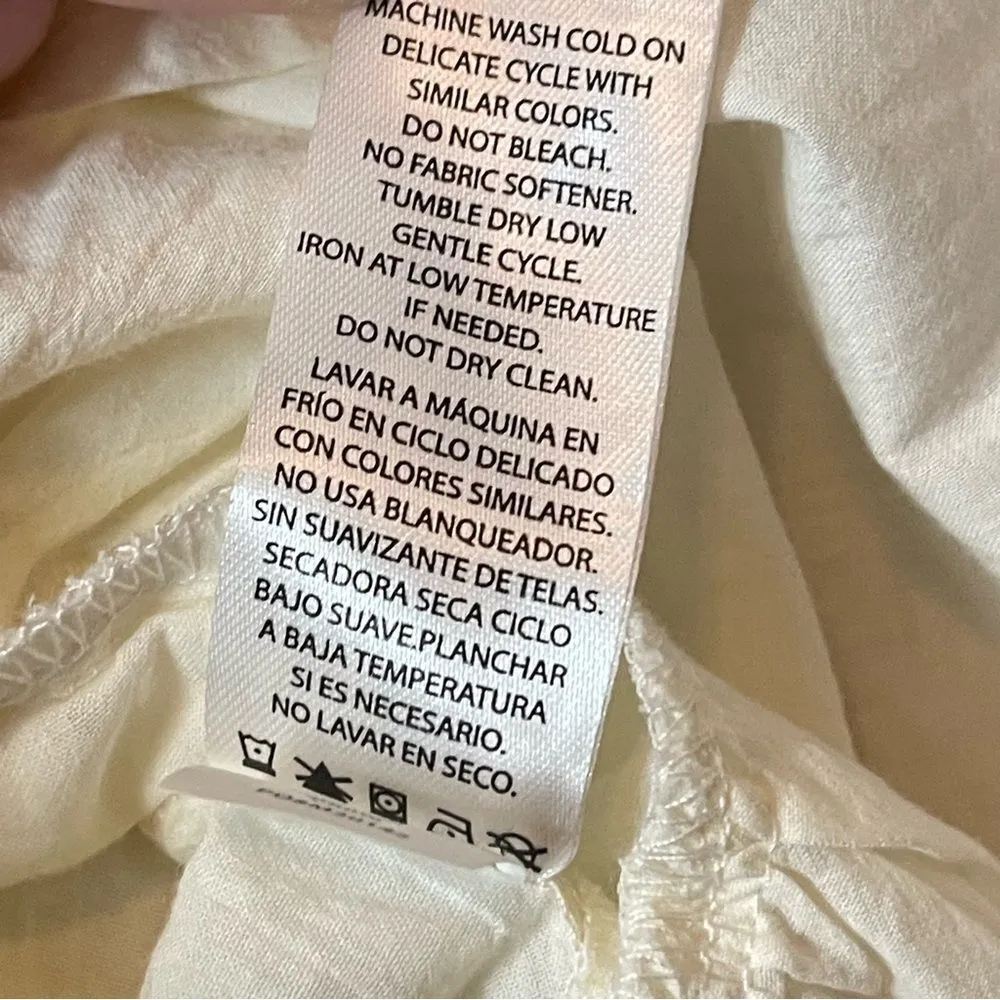 MACHINE WASH COLD ON
DELICATE CYCLE WITH
SIMILAR COLORS.
DO NOT BLEACH.
NO FABRIC SOFTENER.
TUMBLE DRY LOW
GENTLE CYCLE.
IRON AT LOW TEMPERATURE
IF NEEDED.
DO NOT DRY CLEAN.
LAVAR A MÁQUINA EN
FRÍO EN CICLO DELICADO
CON COLORES SIMILARES.
NO USA BLANQUEADOR.
SIN SUAVIZANTE DE TELAS.
SECADORA SECA CICLO
BAJO SUAVE.PLANCHAR
A BAJA TEMPERATURA
SI ES NECESARIO.
NO LAVAR EN SECO.